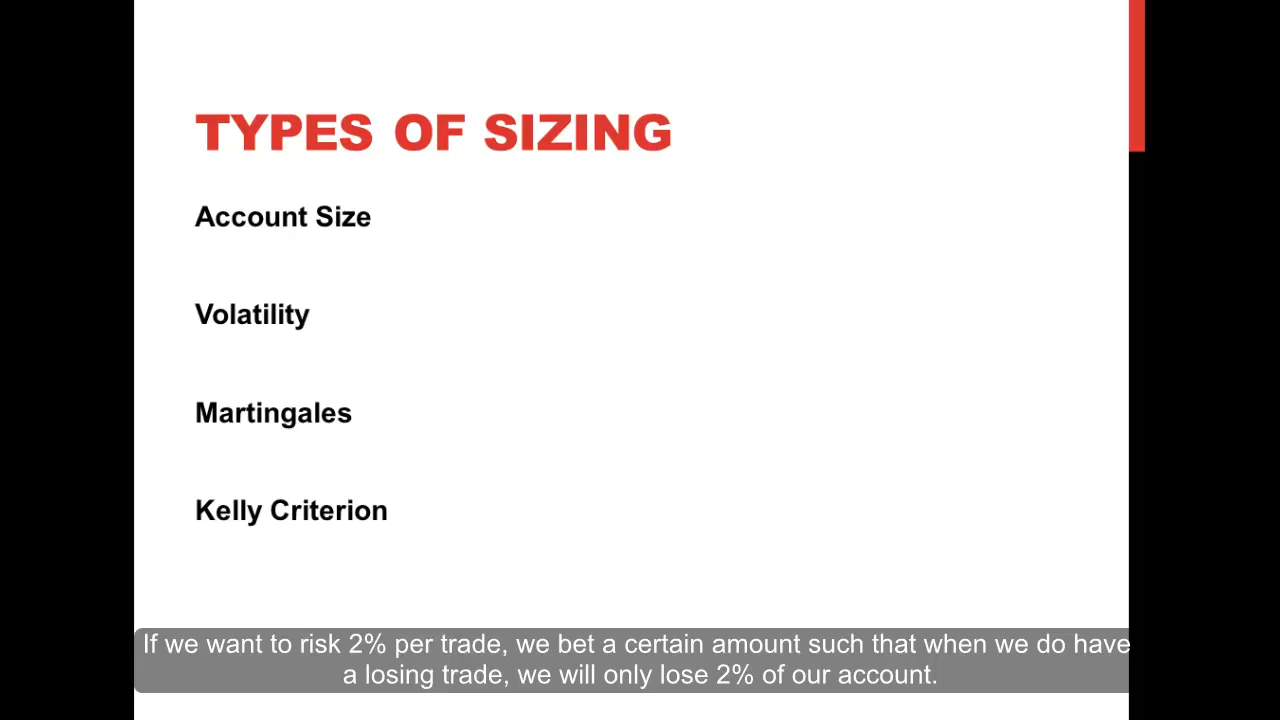 TYPES OF SIZING
Account Size
Volatility
Martingales
Kelly Criterion
If we want to risk 2% per trade, we bet a certain amount such that when we do have
a losing trade, we will only lose 2% of our account.